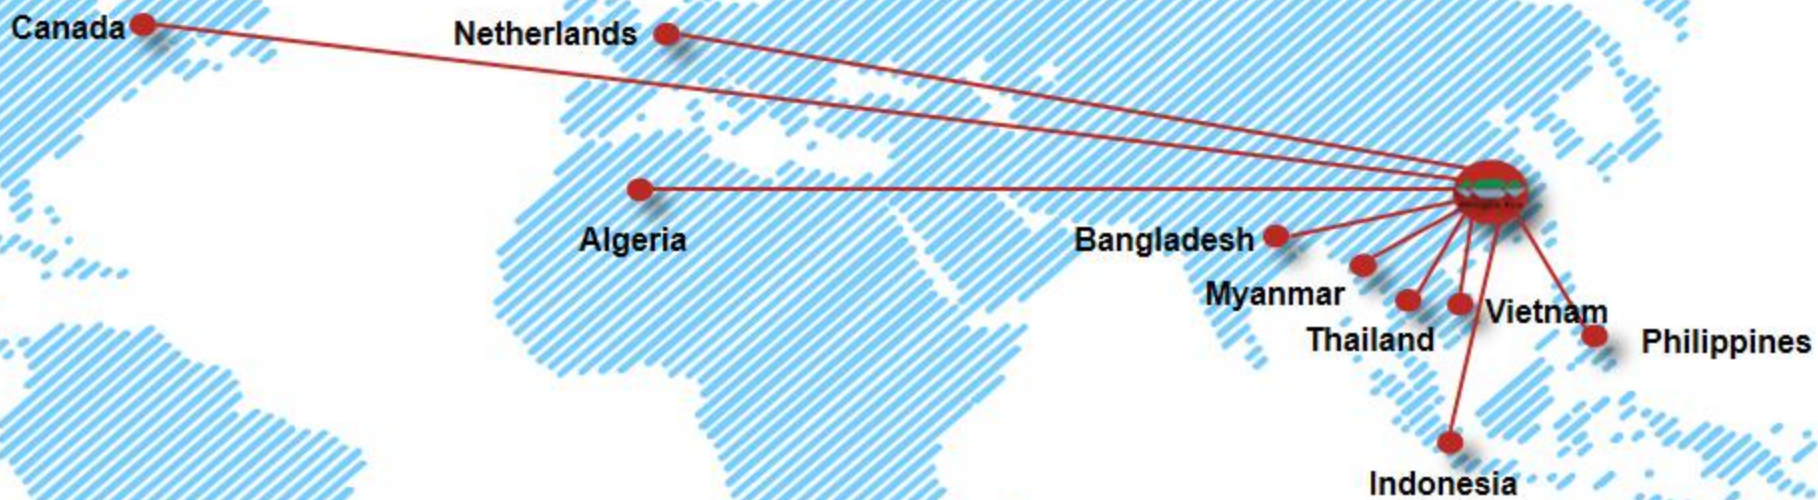 Canada
Netherlands
Algeria
Bangladesh
Myanmar
Vietnam
Thailand
Philippines
Indonesia